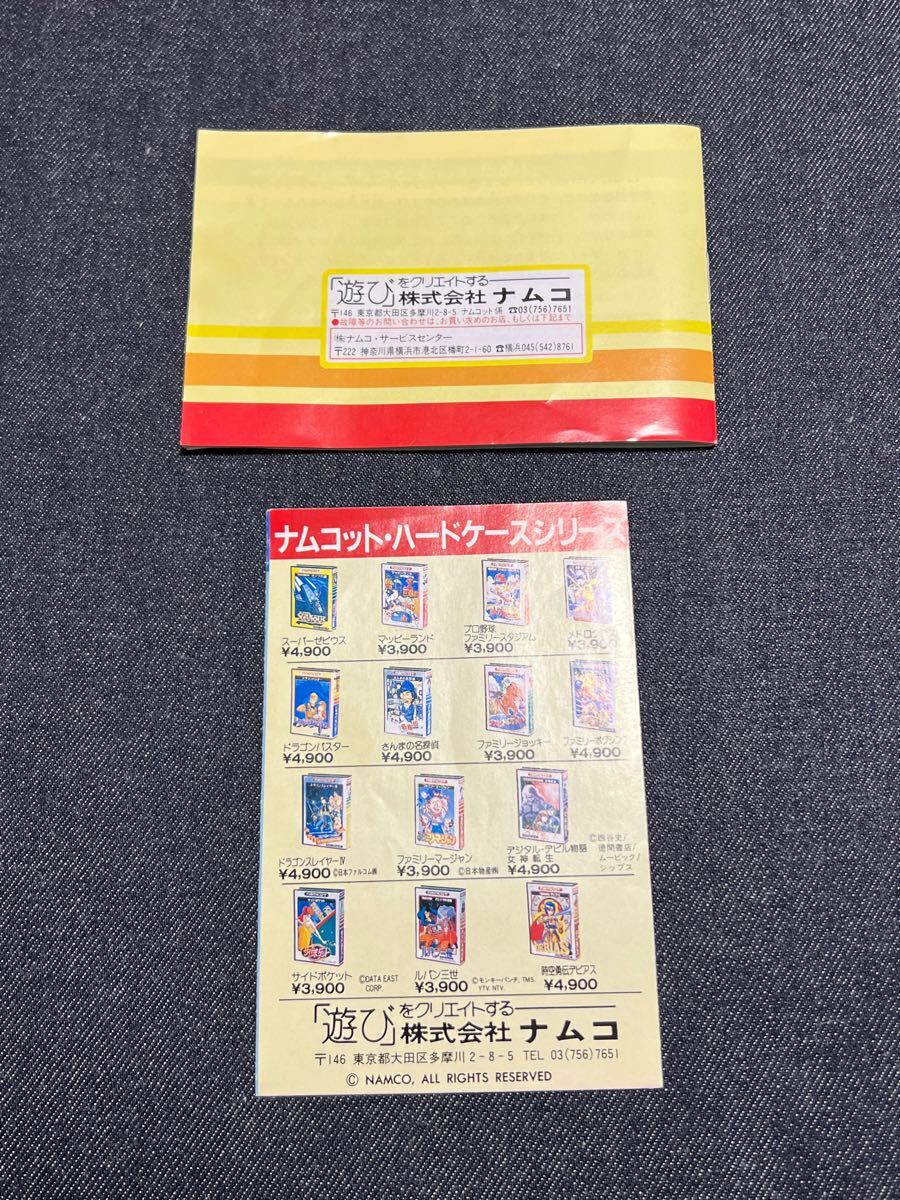 「遊び」をクリエイトする
株式会社 ナムコ
〒146 東京都大田区多摩川2-8-5 ナムコット係 ☎03(756)7651
●故障等のお問い合わせは、お買い求めのお店、もしくは下記まで
㈱ナムコ・サービスセンター
〒222 神奈川県横浜市港北区樽町2-1-60 ☎横浜045(542)8761
ナムコット・ハードケースシリーズ
スーパーゼビウス
¥4,900
マッピーランド
¥3,900
プロ野球
ファミリースタジアム
¥3,900
メトロクロス
¥3,900
ドラゴンバスター
¥4,900
さんまの名探偵
¥4,900
ファミリージョッキー
¥3,900
ファミリーボクシング
¥4,900
ドラゴンスレイヤーIV
¥4,900 ©日本ファルコム㈱
ファミリーマージャン
¥3,900 ©日本物産㈱
デジタル・デビル物語
女神転生
¥4,900
©西谷史/
徳間書店/
ムービック/
シップス
サイドポケット
¥3,900
©DATA EAST
CORP.
ルパン三世
¥3,900
©モンキーパンチ, TMS,
YTV, NTV.
時空勇伝デビアス
¥4,900
「遊び」をクリエイトする
株式会社 ナムコ
〒146 東京都大田区多摩川2-8-5 TEL 03(756)7651
© NAMCO, ALL RIGHTS RESERVED